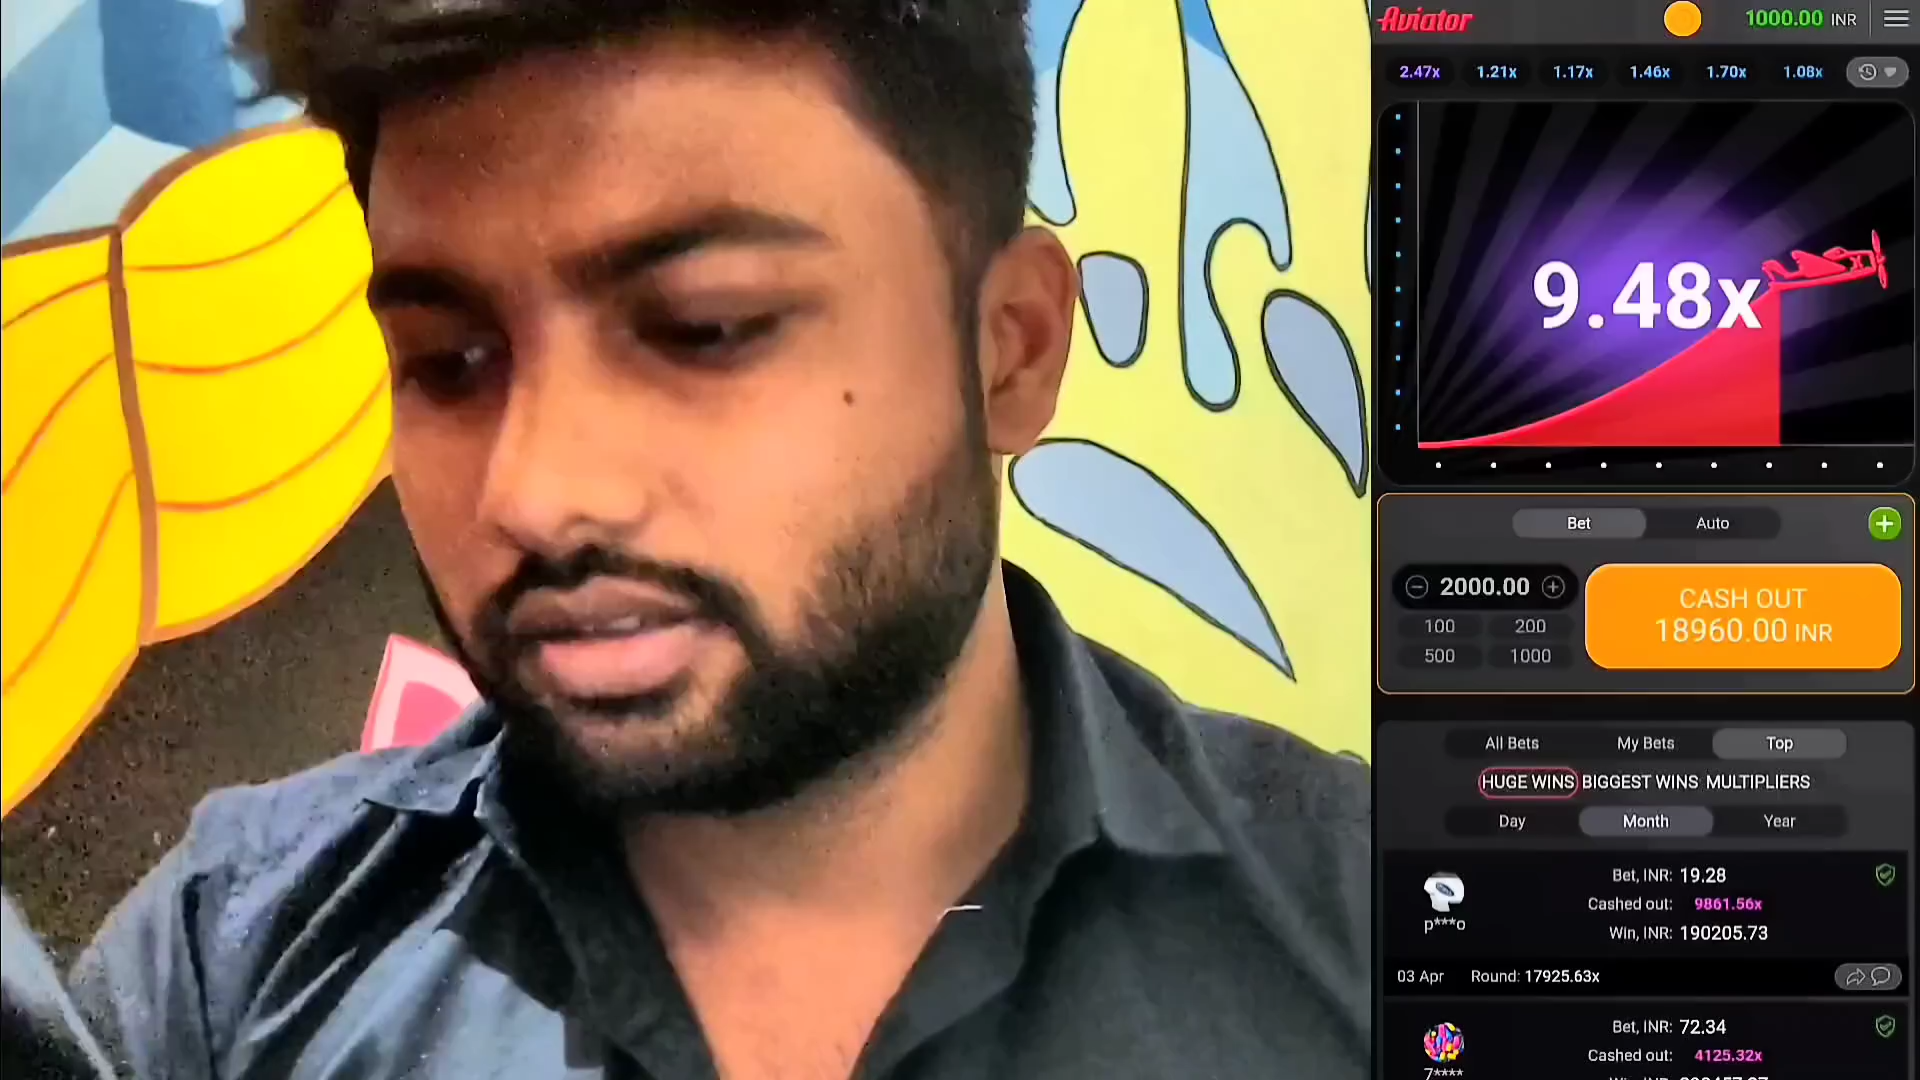 Aviator
1000.00 INR
2.47x 1.21x 1.17x 1.46x 1.70x 1.08x
9.48x
Bet Auto
2000.00
100 200
500 1000
CASH OUT
18960.00 INR
All Bets My Bets Top
HUGE WINS BIGGEST WINS MULTIPLIERS
Day Month Year
Bet, INR: 19.28
Cashed out: 9861.56x
p***o
Win, INR: 190205.73
03 Apr Round: 17925.63x
Bet, INR: 72.34
Cashed out: 4125.32x
7****